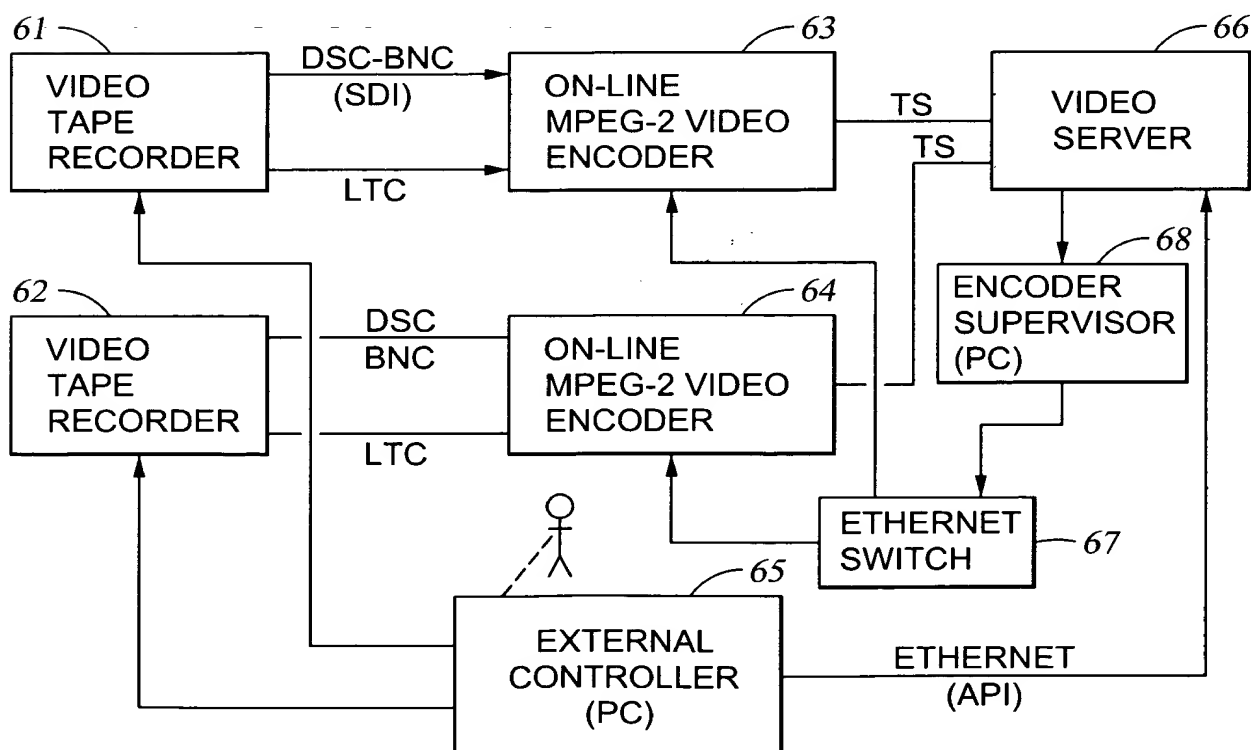 61
VIDEO
TAPE
RECORDER
DSC-BNC
(SDI)
LTC
63
ON-LINE
MPEG-2 VIDEO
ENCODER
TS
TS
66
VIDEO
SERVER
62
VIDEO
TAPE
RECORDER
DSC
BNC
LTC
64
ON-LINE
MPEG-2 VIDEO
ENCODER
68
ENCODER
SUPERVISOR
(PC)
ETHERNET
SWITCH
67
65
EXTERNAL
CONTROLLER
(PC)
ETHERNET
(API)